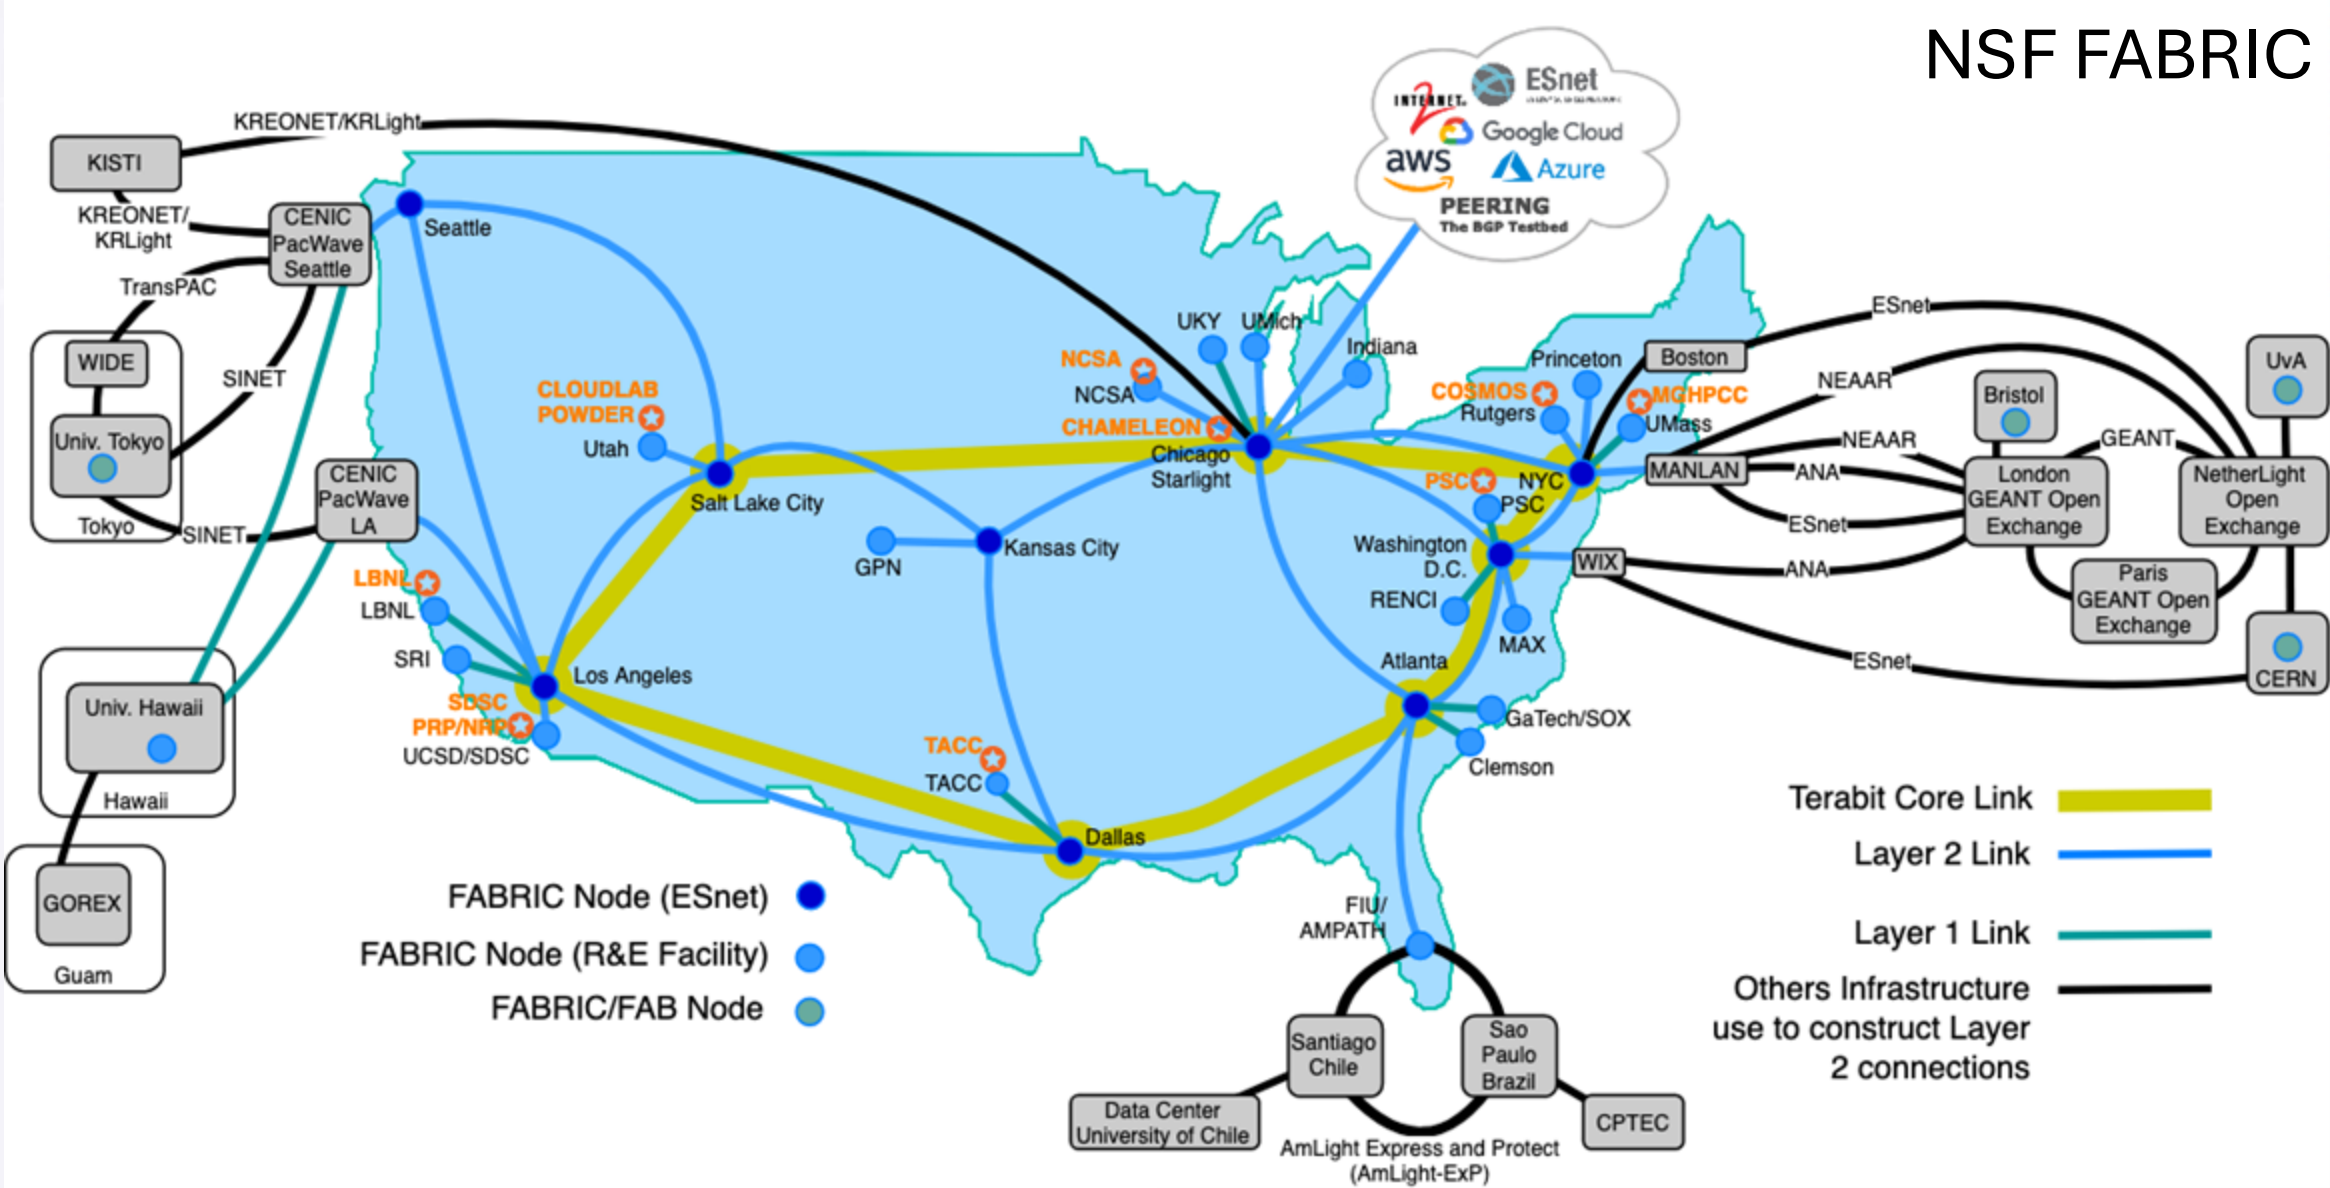 NSF FABRIC
INTERNET
2
ESnet
Google Cloud
aws
Azure
PEERING
The BGP Testbed
KREONET/KRLight
KISTI
KREONET/
KRLight
CENIC
PacWave
Seattle
TransPAC
WIDE
SINET
Univ. Tokyo
Tokyo
SINET
CENIC
PacWave
LA
Univ. Hawaii
Hawaii
GOREX
Guam
Seattle
CLOUDLAB
POWDER
Utah
Salt Lake City
LBNL
LBNL
SRI
Los Angeles
SDSC
PRP/NRP
UCSD/SDSC
GPN
Kansas City
TACC
TACC
Dallas
UKY
UMich
Indiana
NCSA
NCSA
CHAMELEON
Chicago
Starlight
Princeton
COSMOS
Rutgers
MGHPCC
UMass
NYC
PSC
PSC
Washington
D.C.
RENCI
MAX
Atlanta
GaTech/SOX
Clemson
FIU/
AMPATH
Boston
MANLAN
WIX
ESnet
NEAAR
NEAAR
ANA
ESnet
ANA
ESnet
Bristol
GEANT
UvA
London
GEANT Open
Exchange
NetherLight
Open
Exchange
Paris
GEANT Open
Exchange
CERN
Santiago
Chile
Sao
Paulo
Brazil
Data Center
University of Chile
CPTEC
AmLight Express and Protect
(AmLight-ExP)
FABRIC Node (ESnet)
FABRIC Node (R&E Facility)
FABRIC/FAB Node
Terabit Core Link
Layer 2 Link
Layer 1 Link
Others Infrastructure
use to construct Layer
2 connections